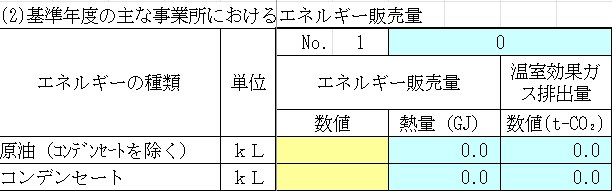 (2)基準年度の主な事業所におけるエネルギー販売量
No. 1 0
エネルギーの種類 単位 エネルギー販売量 温室効果ガス排出量
数値 熱量 (GJ) 数値(t-CO₂)
原油 (ｺﾝﾃﾞﾝｾｰﾄを除く) ｋＬ 0.0 0.0
コンデンセート ｋＬ 0.0 0.0